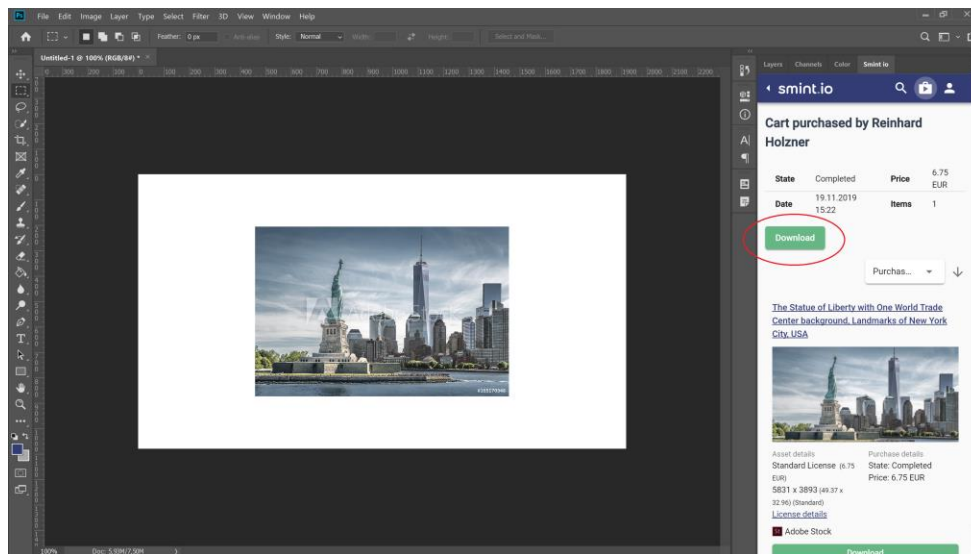 File Edit Image Layer Type Select Filter 3D View Window Help
Feather: 0 px Anti-alias Style: Normal Width: Height: Select and Mask...
Untitled-1 @ 100% (RGB/8#) * ×
Layers Channels Color Smint io
smint.io
Cart purchased by Reinhard
Holzner
State Completed Price 6.75
EUR
Date 19.11.2019
15:22 Items 1
Download
Purchas...
The Statue of Liberty with One World Trade
Center background, Landmarks of New York
City, USA
Asset details Purchase details
Standard License (6.75
EUR) State: Completed
Price: 6.75 EUR
5831 x 3893 (49.37 x
32.96) (Standard)
License details
St Adobe Stock
Download
100% Doc: 5.93M/7.50M